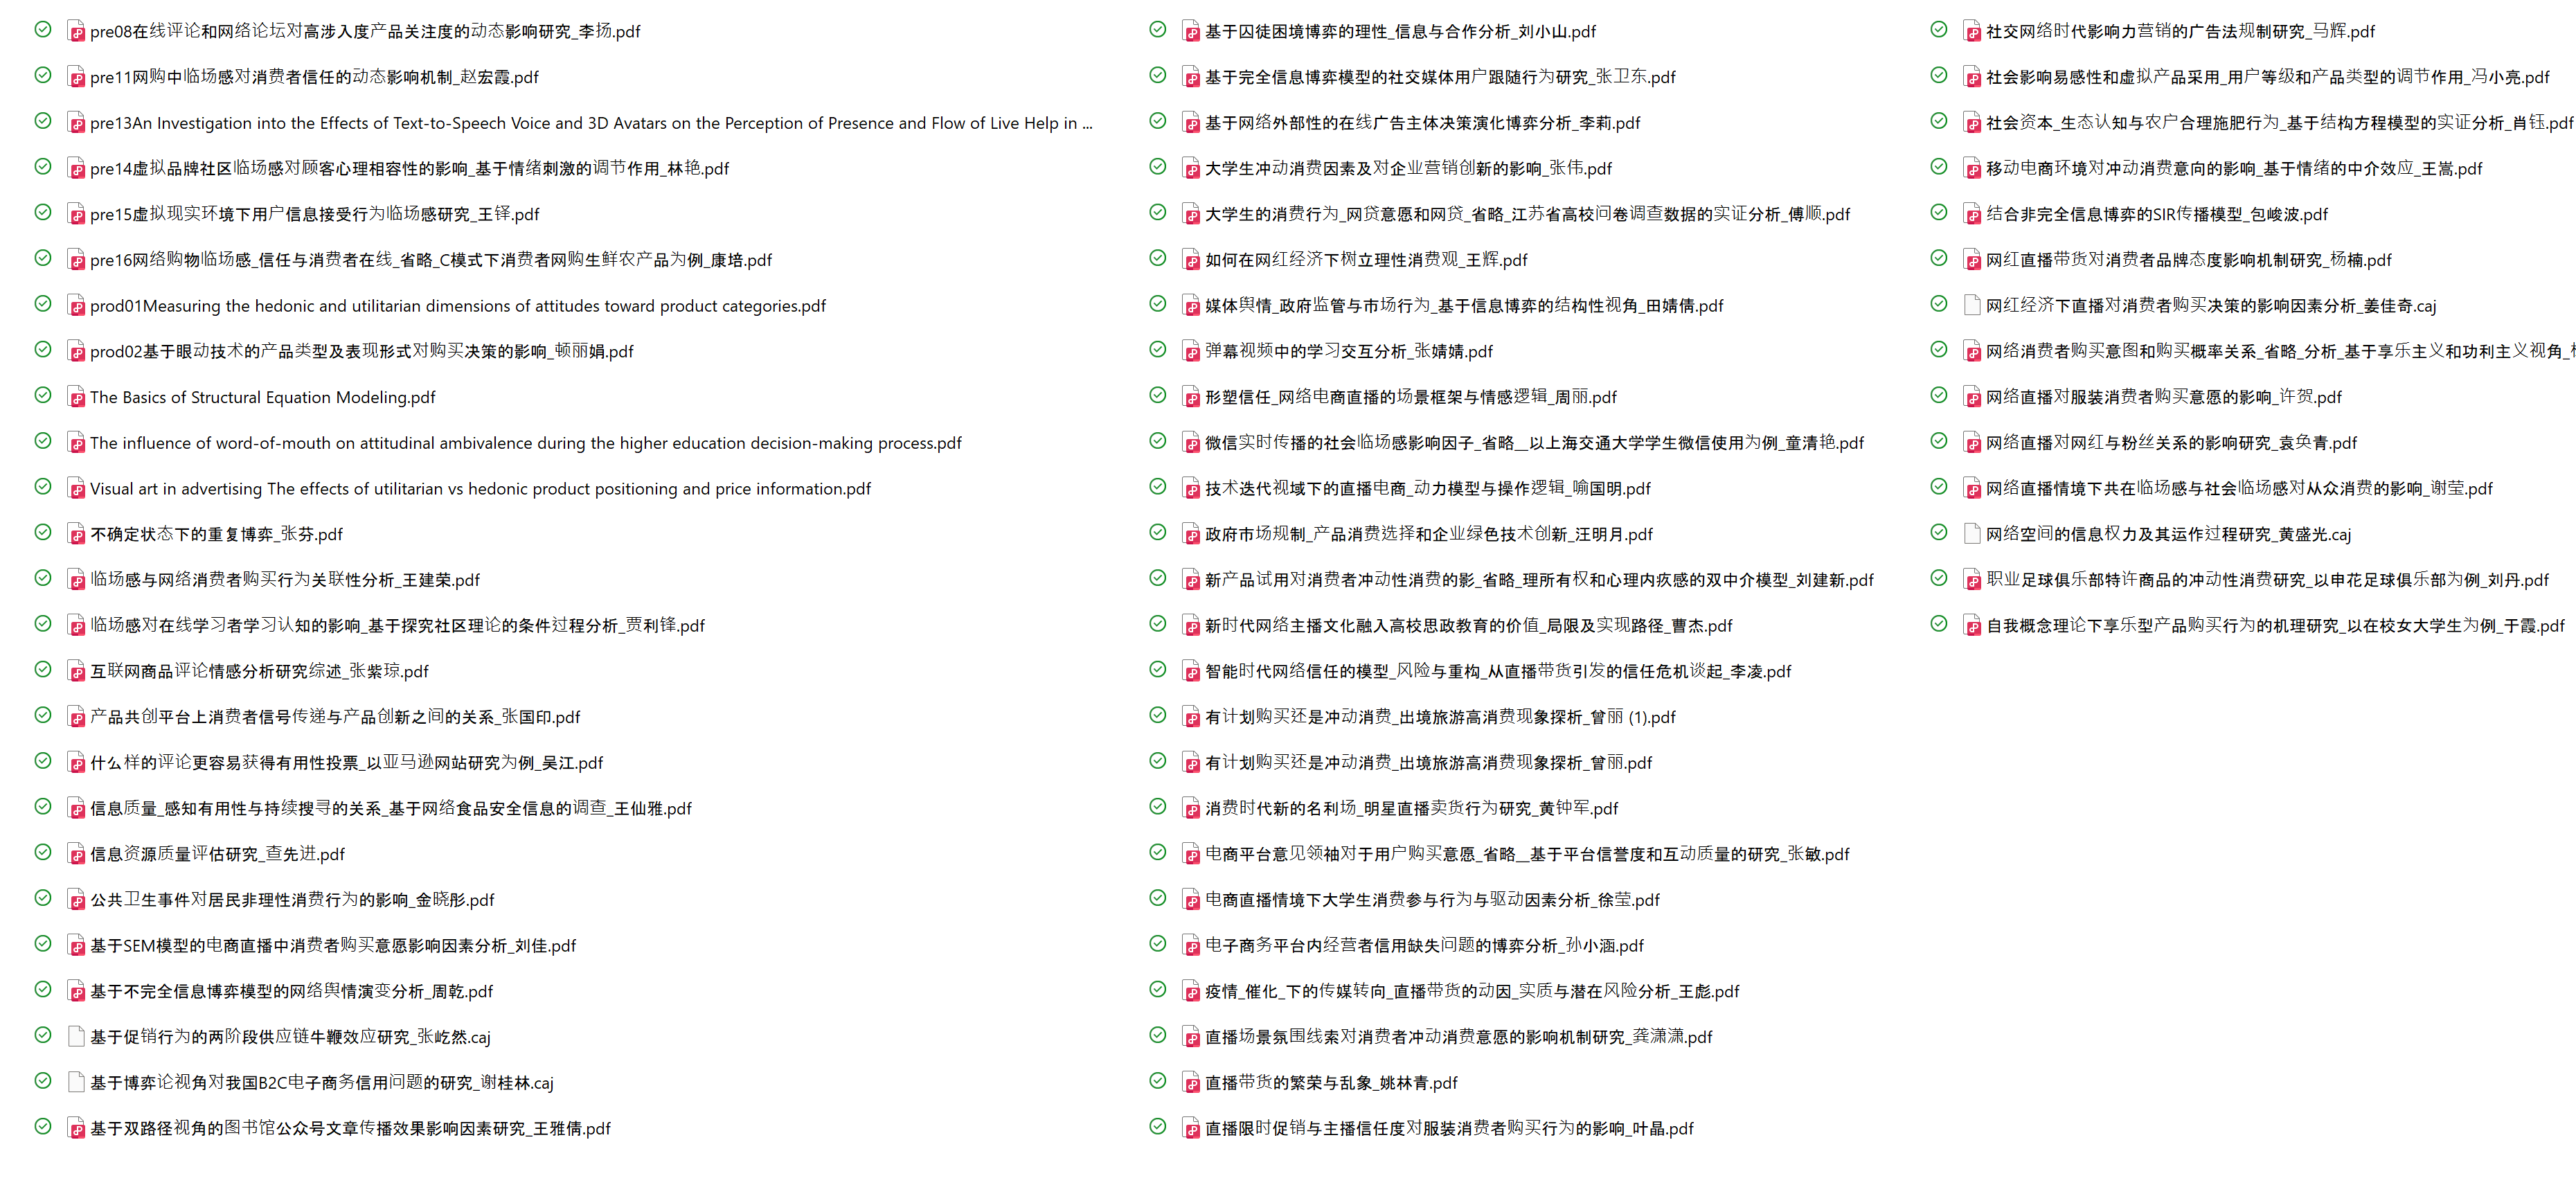 pre08在线评论和网络论坛对高涉入度产品关注度的动态影响研究_李扬.pdf
pre11网购中临场感对消费者信任的动态影响机制_赵宏霞.pdf
pre13An Investigation into the Effects of Text-to-Speech Voice and 3D Avatars on the Perception of Presence and Flow of Live Help in ...
pre14虚拟品牌社区临场感对顾客心理相容性的影响_基于情绪刺激的调节作用_林艳.pdf
pre15虚拟现实环境下用户信息接受行为临场感研究_王铎.pdf
pre16网络购物临场感_信任与消费者在线_省略_C模式下消费者网购生鲜农产品为例_康培.pdf
prod01Measuring the hedonic and utilitarian dimensions of attitudes toward product categories.pdf
prod02基于眼动技术的产品类型及表现形式对购买决策的影响_顿丽娟.pdf
The Basics of Structural Equation Modeling.pdf
The influence of word-of-mouth on attitudinal ambivalence during the higher education decision-making process.pdf
Visual art in advertising The effects of utilitarian vs hedonic product positioning and price information.pdf
不确定状态下的重复博弈_张芬.pdf
临场感与网络消费者购买行为关联性分析_王建荣.pdf
临场感对在线学习者学习认知的影响_基于探究社区理论的条件过程分析_贾利锋.pdf
互联网商品评论情感分析研究综述_张紫琼.pdf
产品共创平台上消费者信号传递与产品创新之间的关系_张国印.pdf
什么样的评论更容易获得有用性投票_以亚马逊网站研究为例_吴江.pdf
信息质量_感知有用性与持续搜寻的关系_基于网络食品安全信息的调查_王仙雅.pdf
信息资源质量评估研究_查先进.pdf
公共卫生事件对居民非理性消费行为的影响_金晓彤.pdf
基于SEM模型的电商直播中消费者购买意愿影响因素分析_刘佳.pdf
基于不完全信息博弈模型的网络舆情演变分析_周乾.pdf
基于促销行为的两阶段供应链牛鞭效应研究_张屹然.caj
基于博弈论视角对我国B2C电子商务信用问题的研究_谢桂林.caj
基于双路径视角的图书馆公众号文章传播效果影响因素研究_王雅倩.pdf
基于囚徒困境博弈的理性_信息与合作分析_刘小山.pdf
基于完全信息博弈模型的社交媒体用户跟随行为研究_张卫东.pdf
基于网络外部性的在线广告主体决策演化博弈分析_李莉.pdf
大学生冲动消费因素及对企业营销创新的影响_张伟.pdf
大学生的消费行为_网贷意愿和网贷_省略_江苏省高校问卷调查数据的实证分析_傅顺.pdf
如何在网红经济下树立理性消费观_王辉.pdf
媒体舆情_政府监管与市场行为_基于信息博弈的结构性视角_田婧倩.pdf
弹幕视频中的学习交互分析_张婧婧.pdf
形塑信任_网络电商直播的场景框架与情感逻辑_周丽.pdf
微信实时传播的社会临场感影响因子_省略__以上海交通大学学生微信使用为例_童清艳.pdf
技术迭代视域下的直播电商_动力模型与操作逻辑_喻国明.pdf
政府市场规制_产品消费选择和企业绿色技术创新_汪明月.pdf
新产品试用对消费者冲动性消费的影_省略_理所有权和心理内疚感的双中介模型_刘建新.pdf
新时代网络主播文化融入高校思政教育的价值_局限及实现路径_曹杰.pdf
智能时代网络信任的模型_风险与重构_从直播带货引发的信任危机谈起_李凌.pdf
有计划购买还是冲动消费_出境旅游高消费现象探析_曾丽 (1).pdf
有计划购买还是冲动消费_出境旅游高消费现象探析_曾丽.pdf
消费时代新的名利场_明星直播卖货行为研究_黄钟军.pdf
电商平台意见领袖对于用户购买意愿_省略__基于平台信誉度和互动质量的研究_张敏.pdf
电商直播情境下大学生消费参与行为与驱动因素分析_徐莹.pdf
电子商务平台内经营者信用缺失问题的博弈分析_孙小涵.pdf
疫情_催化_下的传媒转向_直播带货的动因_实质与潜在风险分析_王彪.pdf
直播场景氛围线索对消费者冲动消费意愿的影响机制研究_龚潇潇.pdf
直播带货的繁荣与乱象_姚林青.pdf
直播限时促销与主播信任度对服装消费者购买行为的影响_叶晶.pdf
社交网络时代影响力营销的广告法规制研究_马辉.pdf
社会影响易感性和虚拟产品采用_用户等级和产品类型的调节作用_冯小亮.pdf
社会资本_生态认知与农户合理施肥行为_基于结构方程模型的实证分析_肖钰.pdf
移动电商环境对冲动消费意向的影响_基于情绪的中介效应_王嵩.pdf
结合非完全信息博弈的SIR传播模型_包峻波.pdf
网红直播带货对消费者品牌态度影响机制研究_杨楠.pdf
网红经济下直播对消费者购买决策的影响因素分析_姜佳奇.caj
网络消费者购买意图和购买概率关系_省略_分析_基于享乐主义和功利主义视角_
网络直播对服装消费者购买意愿的影响_许贺.pdf
网络直播对网红与粉丝关系的影响研究_袁奂青.pdf
网络直播情境下共在临场感与社会临场感对从众消费的影响_谢莹.pdf
网络空间的信息权力及其运作过程研究_黄盛光.caj
职业足球俱乐部特许商品的冲动性消费研究_以申花足球俱乐部为例_刘丹.pdf
自我概念理论下享乐型产品购买行为的机理研究_以在校女大学生为例_于霞.pdf